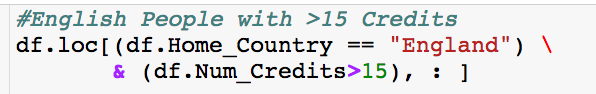 #English People with >15 Credits
df.loc[(df.Home_Country == "England") \
& (df.Num_Credits>15), : ]